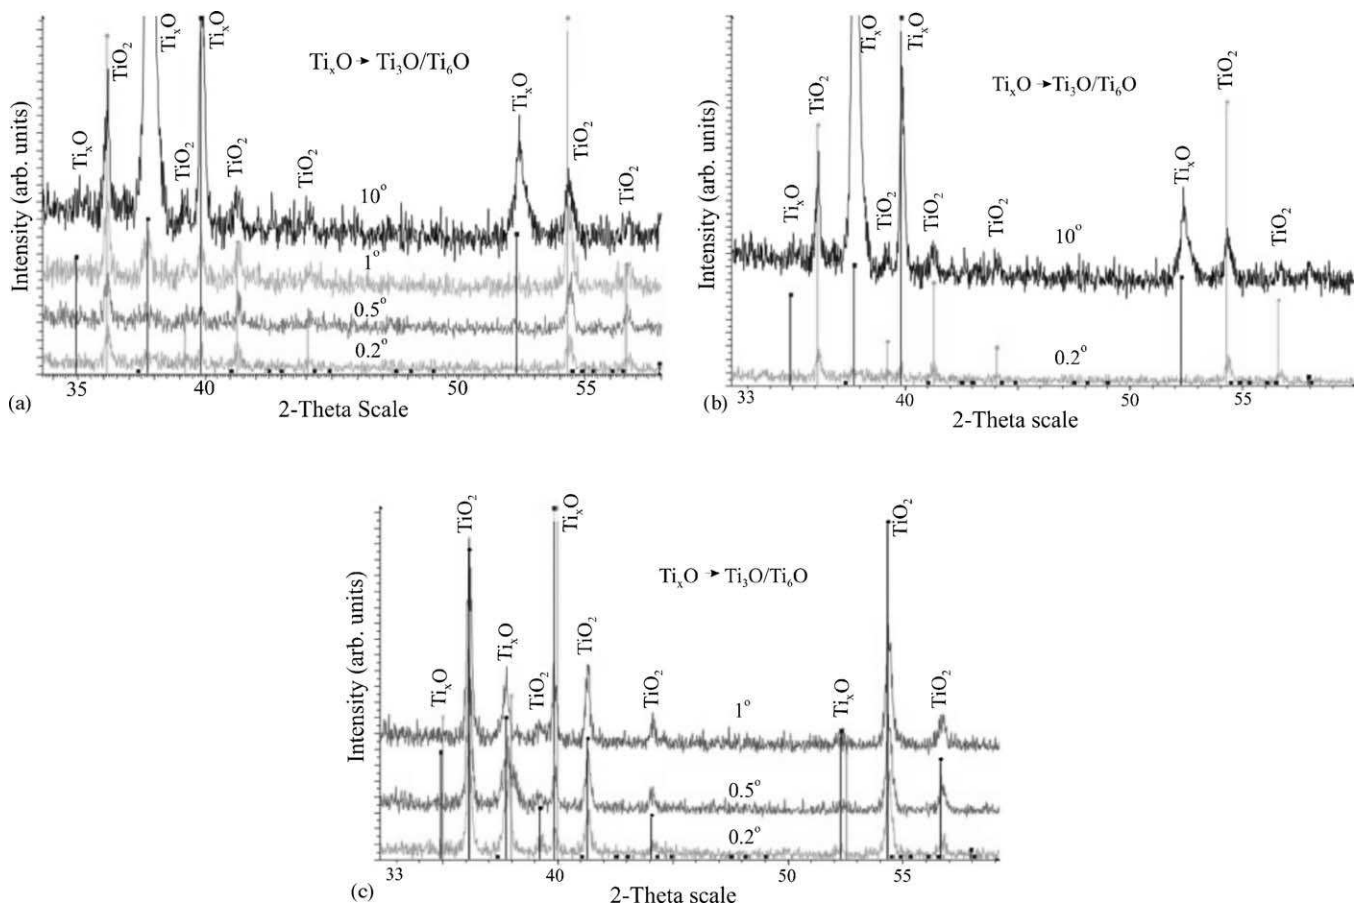 Intensity (arb. units)
TiₓO
TiO₂
TiₓO
TiO₂
TiₓO
TiO₂
TiO₂
TiₓO
TiO₂
TiO₂
TiₓO → Ti₃O/Ti₆O
10°
1°
0.5°
0.2°
35 40 50 55
2-Theta Scale
(a)
Intensity (arb. units)
TiₓO
TiO₂
TiₓO
TiO₂
TiₓO
TiO₂
TiO₂
TiₓO
TiO₂
TiO₂
TiₓO → Ti₃O/Ti₆O
10°
0.2°
33 40 50 55
2-Theta scale
(b)
Intensity (arb. units)
TiₓO
TiO₂
TiₓO
TiO₂
TiₓO
TiO₂
TiO₂
TiₓO
TiO₂
TiO₂
TiₓO → Ti₃O/Ti₆O
1°
0.5°
0.2°
33 40 50 55
2-Theta scale
(c)